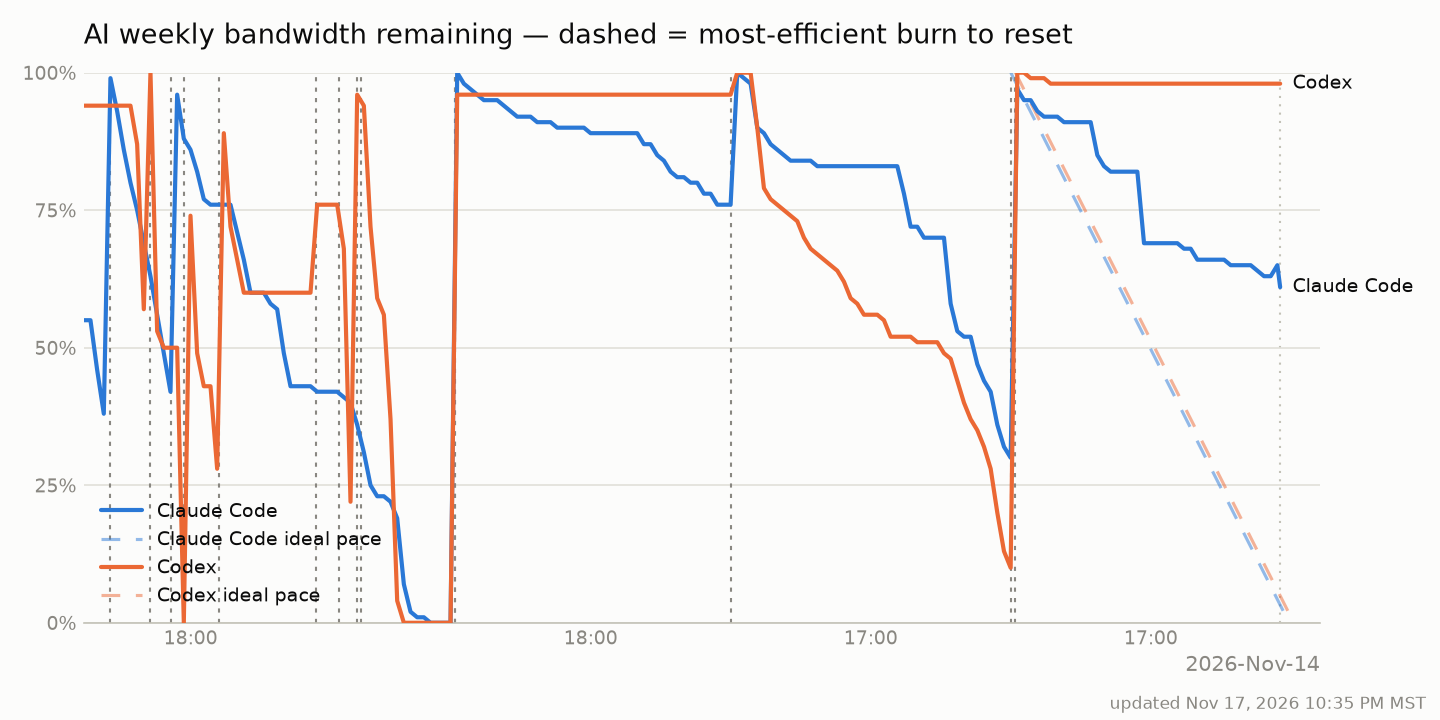 AI weekly bandwidth remaining — dashed = most-efficient burn to reset
100%
75%
50%
25%
0%
Codex
Claude Code
Claude Code
Claude Code ideal pace
Codex
Codex ideal pace
18:00
18:00
17:00
17:00
2026-Nov-14
updated Nov 17, 2026 10:35 PM MST